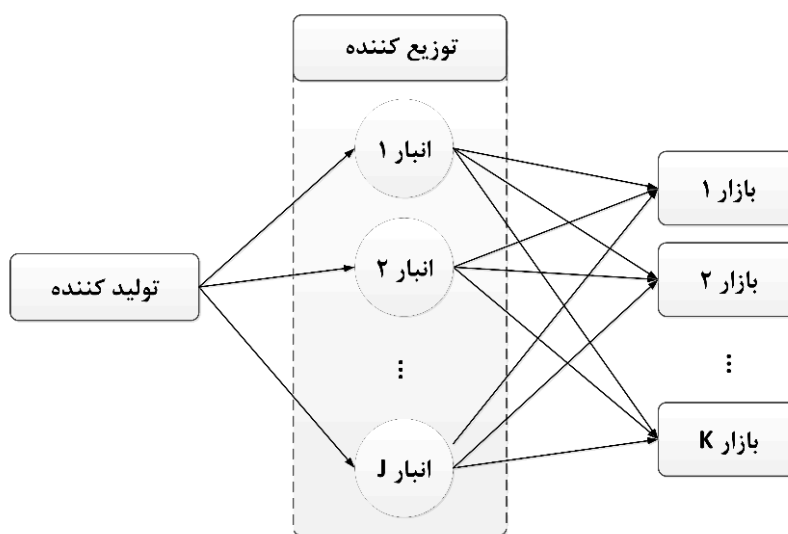 توزیع کننده
انبار ۱
بازار ۱
انبار ۲
بازار ۲
تولید کننده
⋮
⋮
انبار J
بازار K